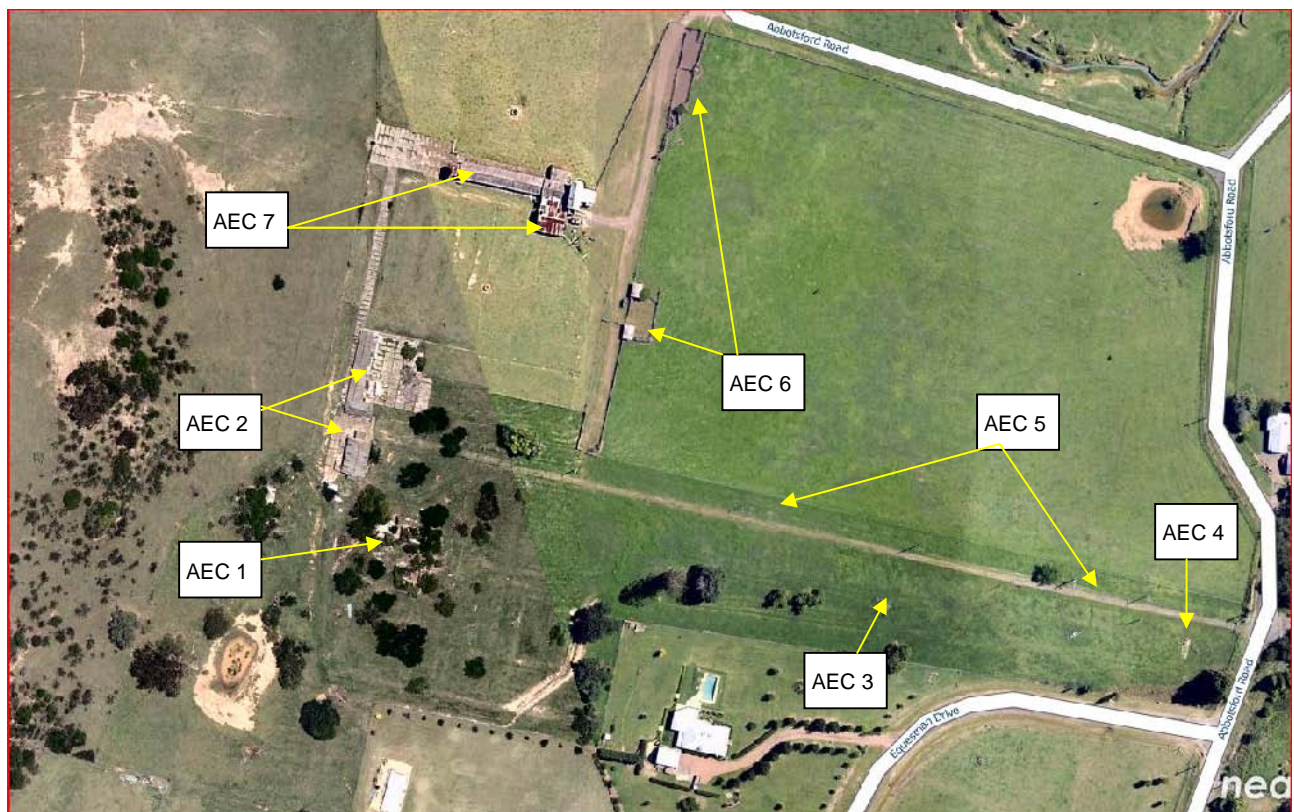 Abbotsford Road
Abbotsford Road
AEC 7
AEC 6
AEC 2
AEC 5
AEC 4
AEC 1
AEC 3
Equestrian Drive
Abbotsford Road
nea